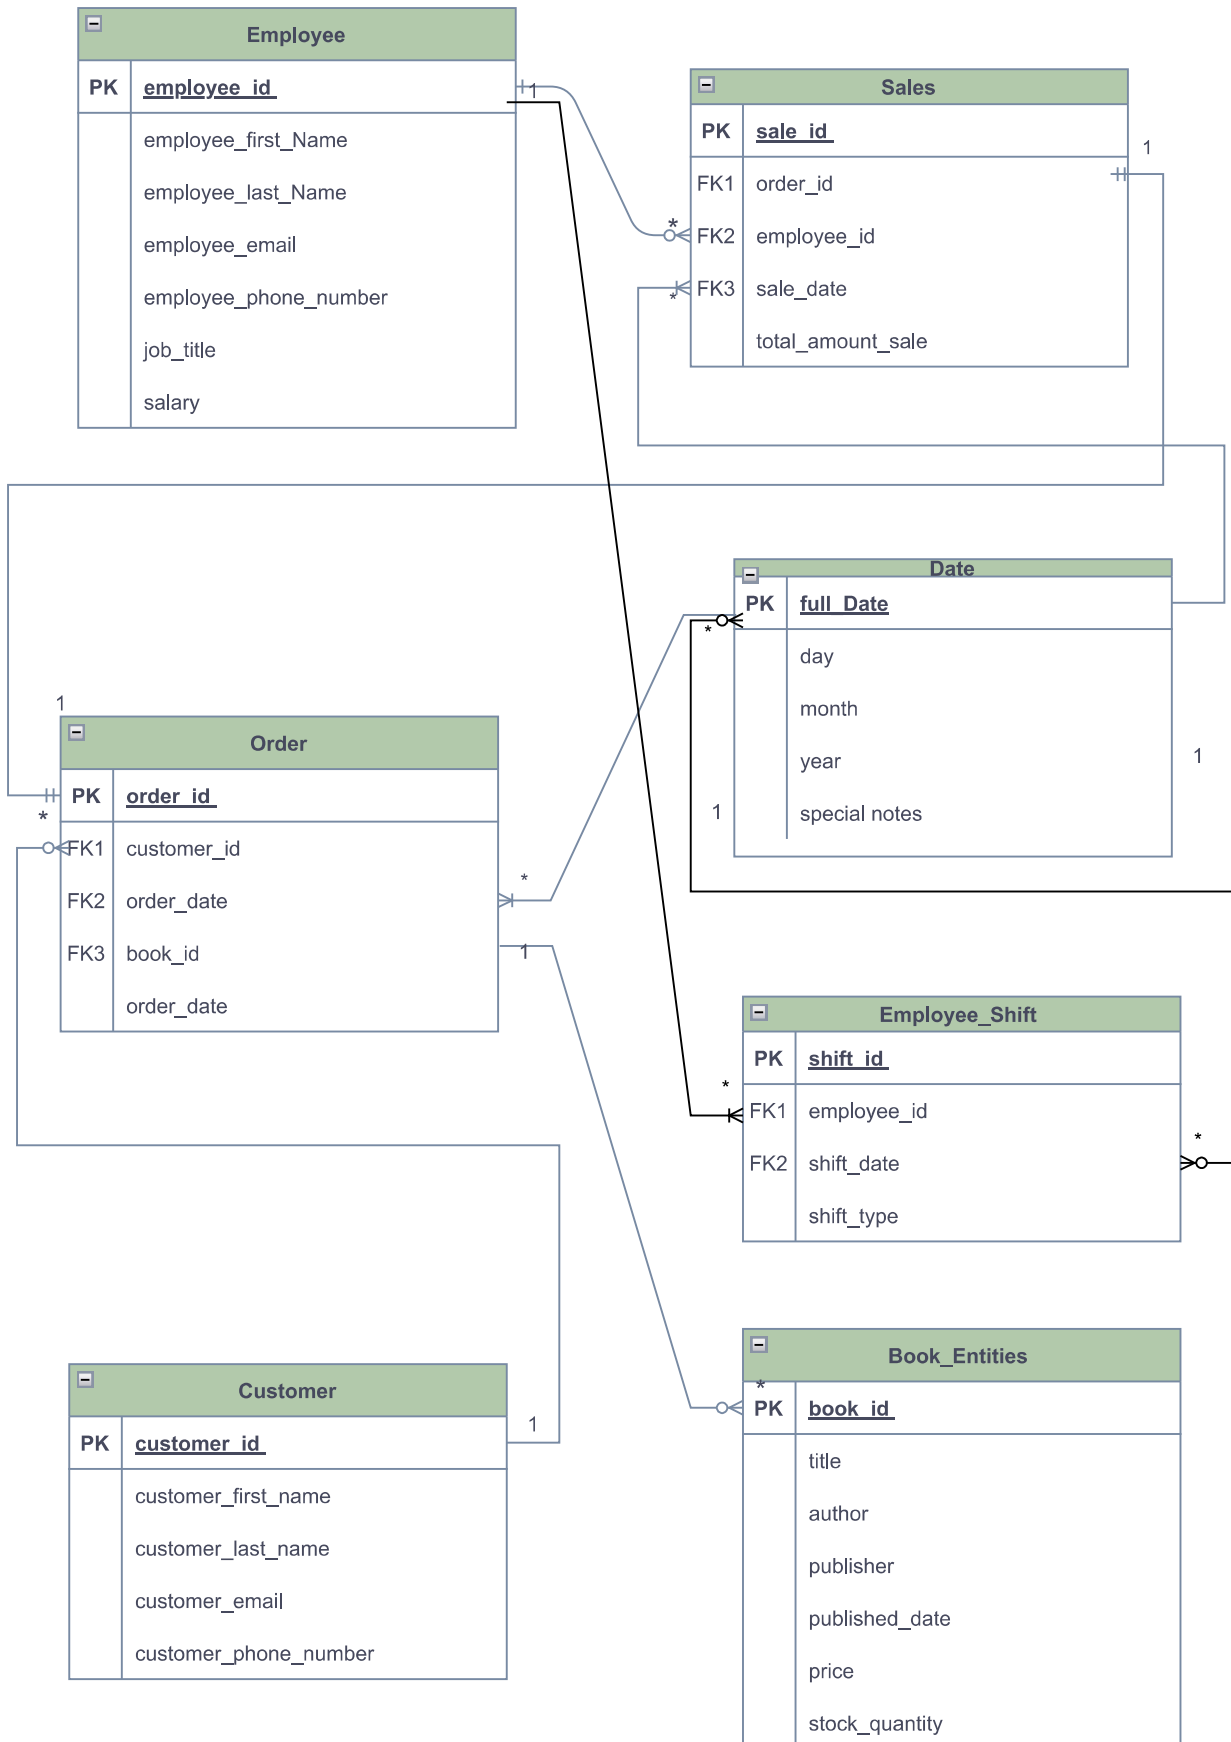 Employee
PK employee_id
employee_first_Name
employee_last_Name
employee_email
employee_phone_number
job_title
salary
1
Sales
PK sale_id
FK1 order_id
FK2 employee_id
FK3 sale_date
total_amount_sale
1
*
*
Date
PK full_Date
day
month
year
special notes
*
1
1
1
Order
PK order_id
FK1 customer_id
FK2 order_date
FK3 book_id
order_date
*
*
1
Employee_Shift
PK shift_id
FK1 employee_id
FK2 shift_date
shift_type
*
*
Customer
PK customer_id
customer_first_name
customer_last_name
customer_email
customer_phone_number
1
Book_Entities
*
PK book_id
title
author
publisher
published_date
price
stock_quantity